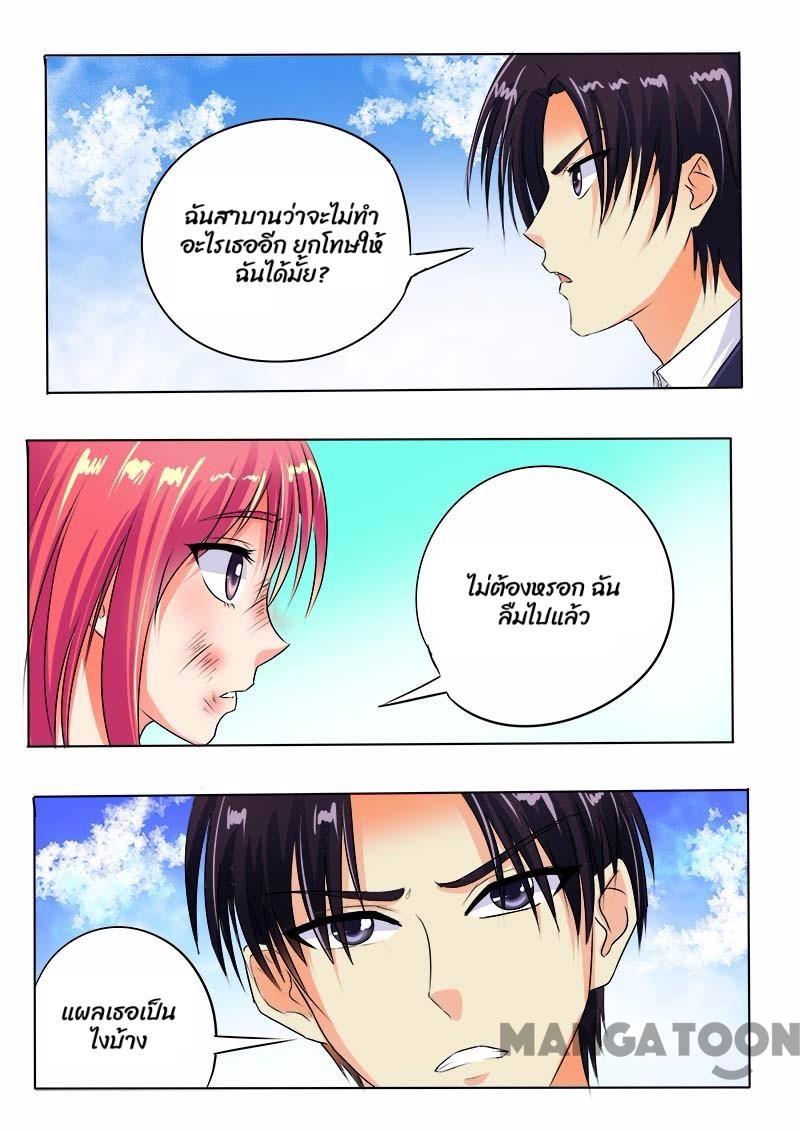 ฉันสาบานว่าจะไม่ทำ
อะไรเธออีก ยกโทษให้
ฉันได้มั้ย?
ไม่ต้องหรอก ฉัน
ลืมไปแล้ว
แผลเธอเป็น
ไงบ้าง
MANGATOON